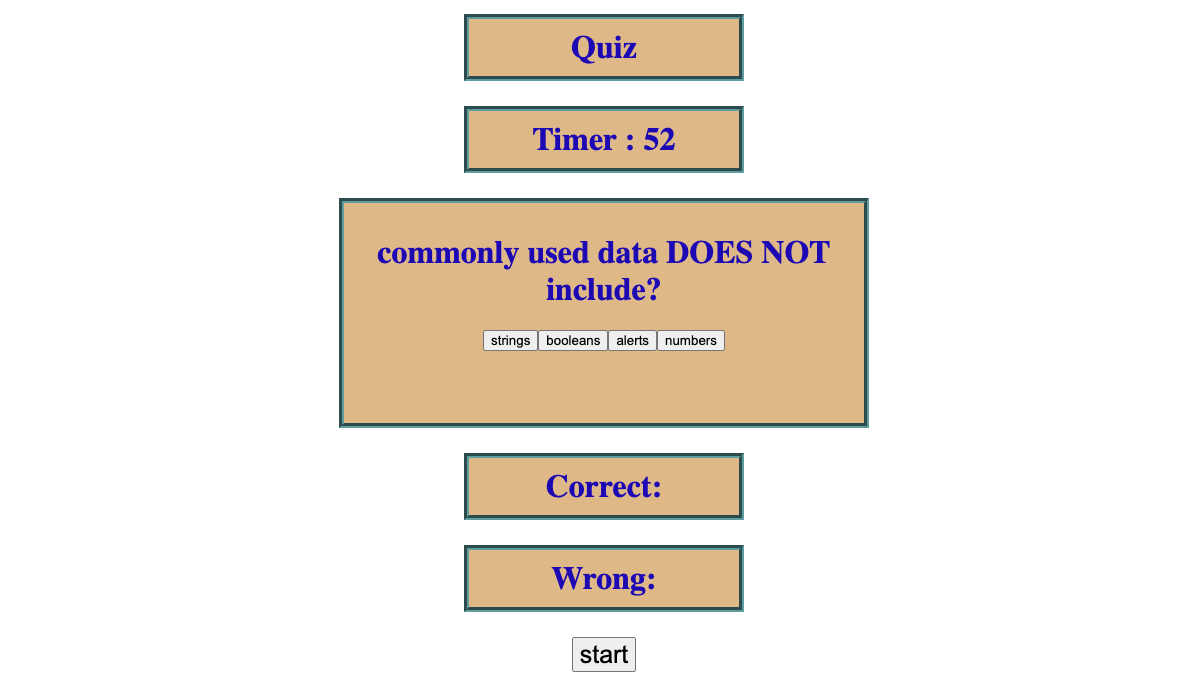 Quiz
Timer : 52
commonly used data DOES NOT
include?
strings booleans alerts numbers
Correct:
Wrong:
start